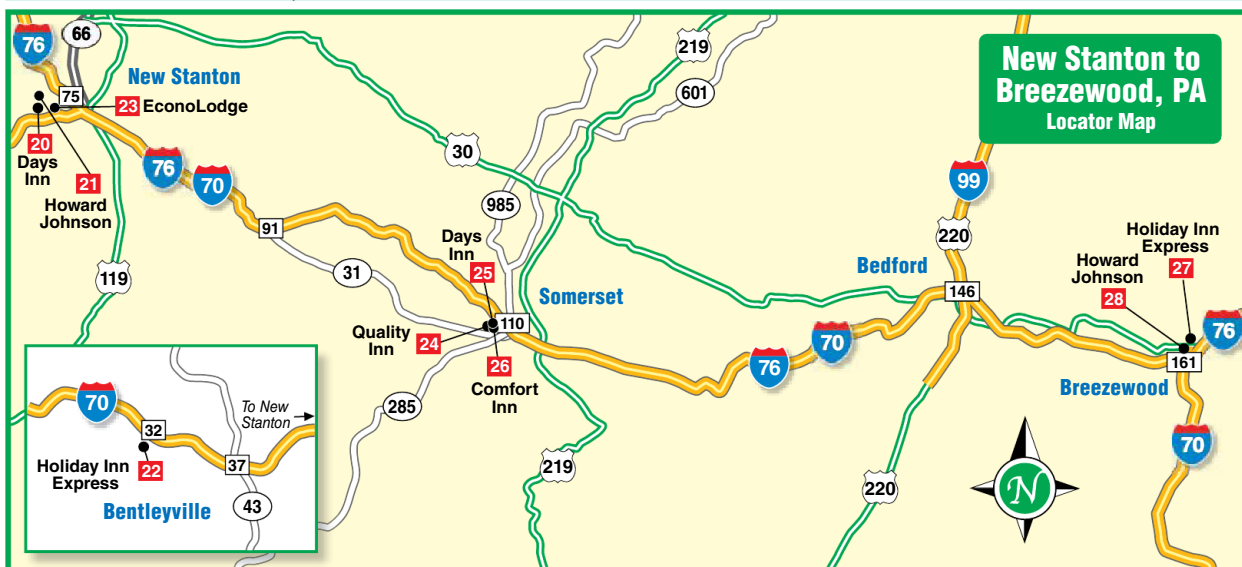 New Stanton to
Breezewood, PA
Locator Map
76
66
75
New Stanton
23 EconoLodge
20
Days
Inn
21
Howard
Johnson
119
76
70
91
31
30
219
601
985
Days
Inn
25
Somerset
110
Quality
Inn
24
26
Comfort
Inn
285
219
76
70
Bedford
99
220
146
220
Holiday Inn
Express
27
Howard
Johnson
28
76
161
Breezewood
70
N
70
32
To New
Stanton
Holiday Inn
Express
22
37
Bentleyville
43